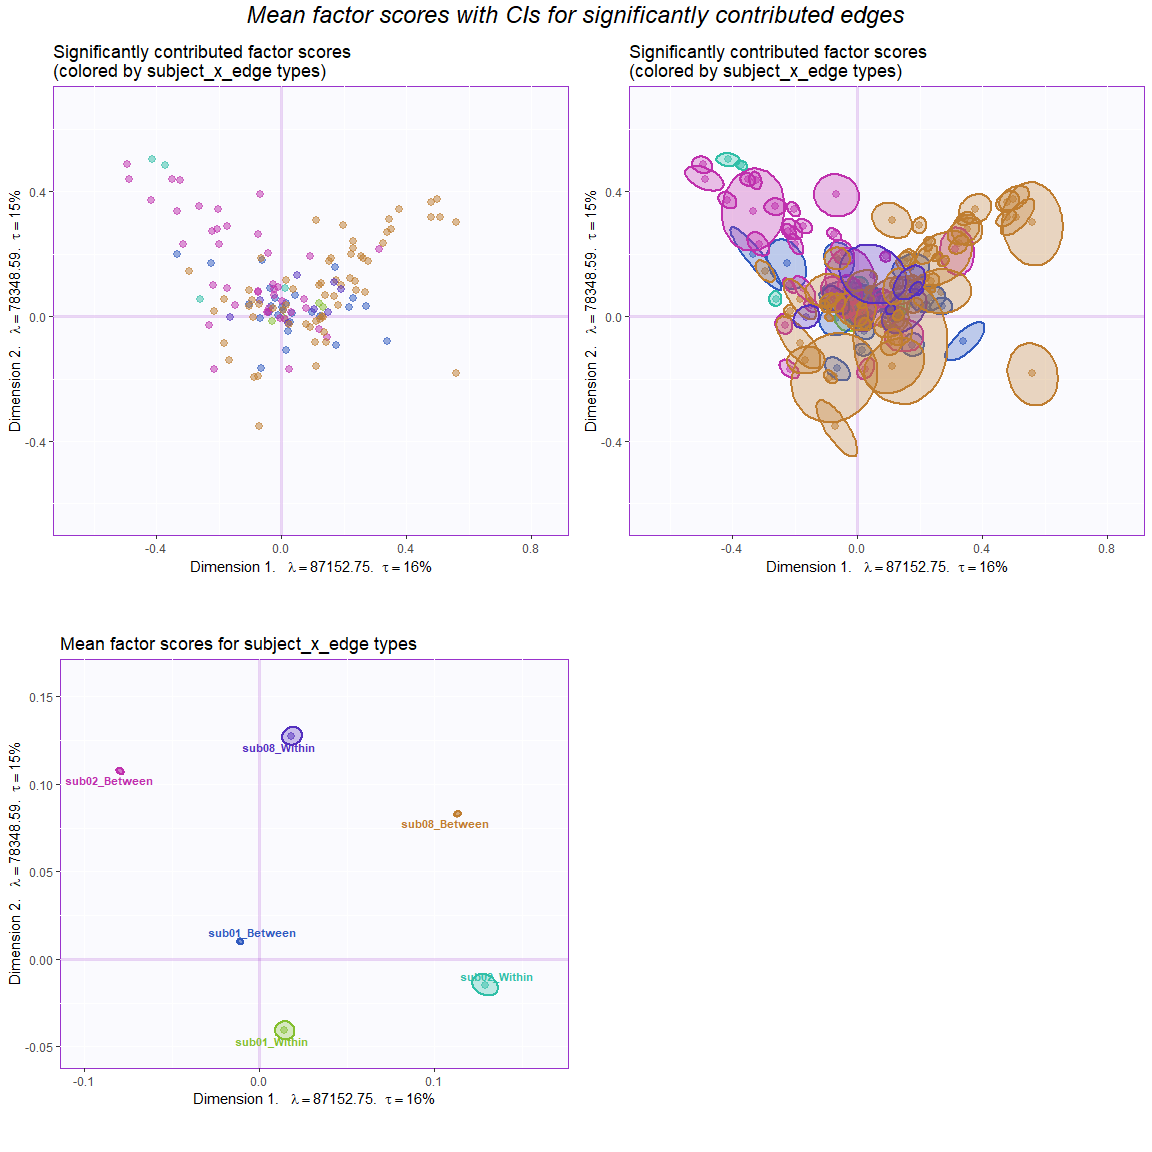 Mean factor scores with CIs for significantly contributed edges
Significantly contributed factor scores
(colored by subject_x_edge types)
Dimension 2.   λ = 78348.59.   τ = 15%
0.4
0.0
-0.4
-0.4
0.0
0.4
0.8
Dimension 1.   λ = 87152.75.   τ = 16%
Significantly contributed factor scores
(colored by subject_x_edge types)
Dimension 2.   λ = 78348.59.   τ = 15%
0.4
0.0
-0.4
-0.4
0.0
0.4
0.8
Dimension 1.   λ = 87152.75.   τ = 16%
Mean factor scores for subject_x_edge types
Dimension 2.   λ = 78348.59.   τ = 15%
0.15
0.10
0.05
0.00
-0.05
sub08_Within
sub02_Between
sub08_Between
sub01_Between
sub02_Within
sub01_Within
-0.1
0.0
0.1
Dimension 1.   λ = 87152.75.   τ = 16%